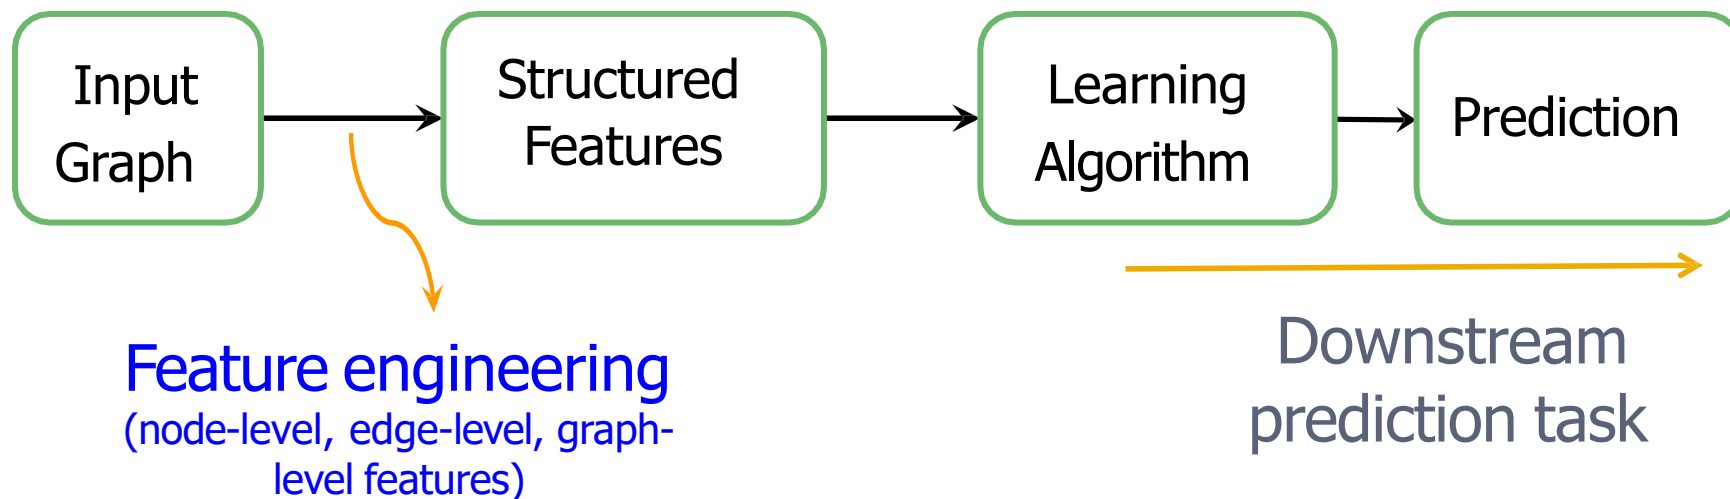 Input
Graph
Structured
Features
Learning
Algorithm
Prediction
Feature engineering
(node-level, edge-level, graph-
level features)
Downstream
prediction task